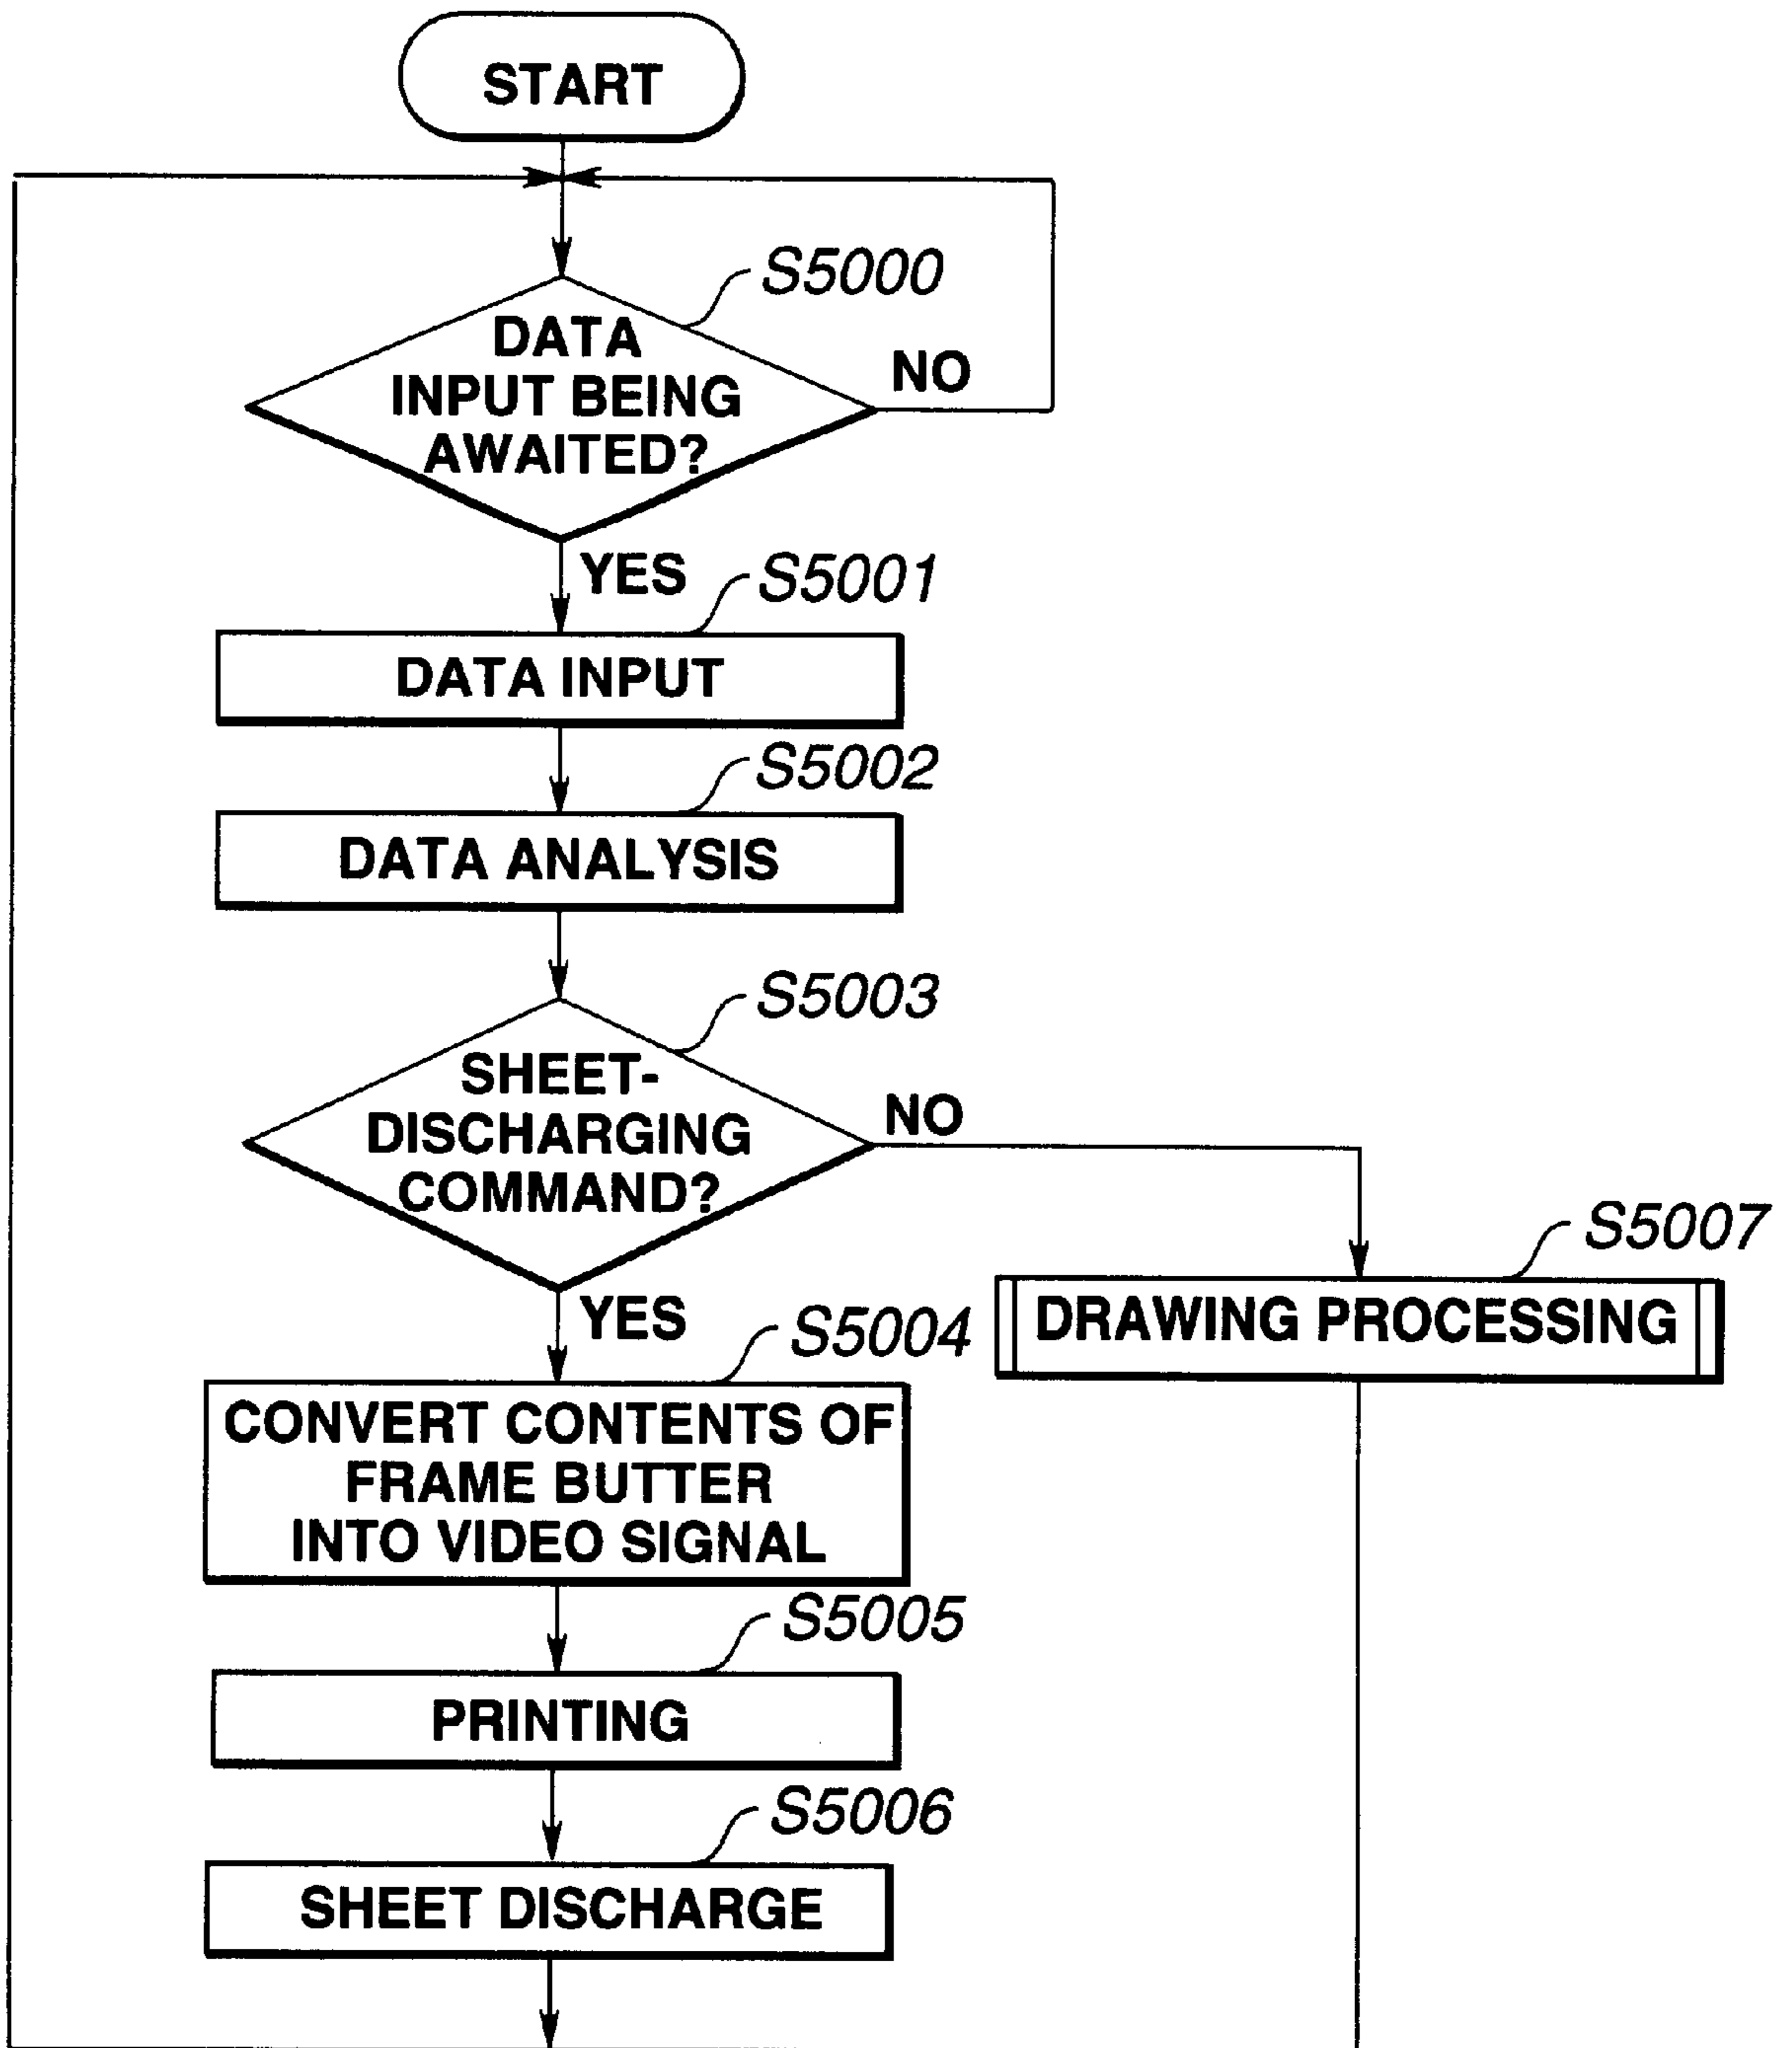 START
S5000
DATA
INPUT BEING
AWAITED?
NO
YES
S5001
DATA INPUT
S5002
DATA ANALYSIS
S5003
SHEET-
DISCHARGING
COMMAND?
NO
YES
S5007
DRAWING PROCESSING
S5004
CONVERT CONTENTS OF
FRAME BUTTER
INTO VIDEO SIGNAL
S5005
PRINTING
S5006
SHEET DISCHARGE